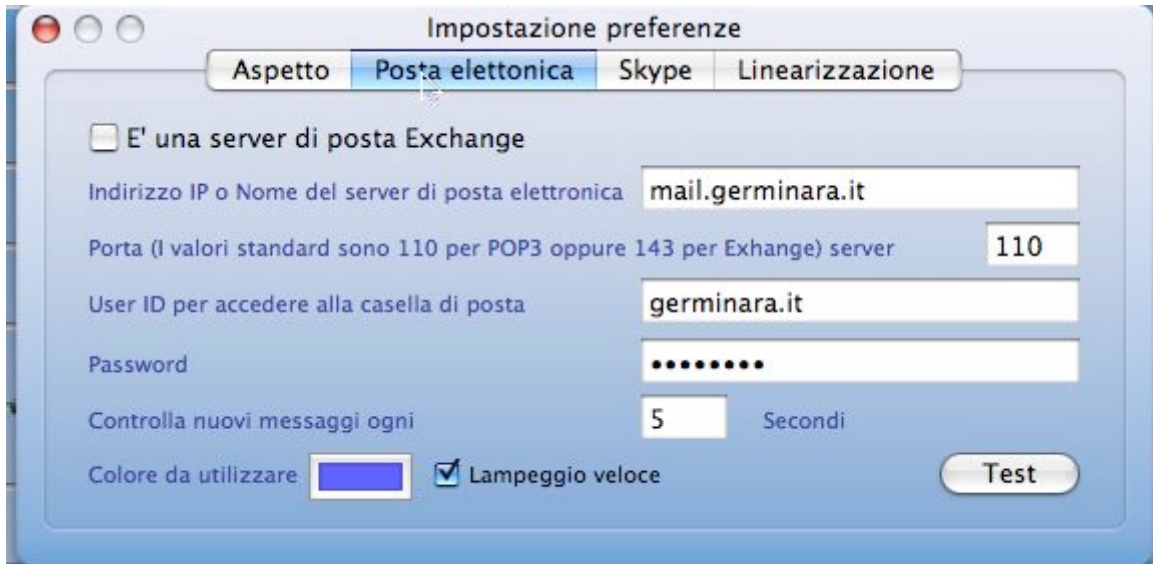 Impostazione preferenze
Aspetto Posta elettonica Skype Linearizzazione
E' una server di posta Exchange
Indirizzo IP o Nome del server di posta elettronica mail.germinara.it
Porta (I valori standard sono 110 per POP3 oppure 143 per Exhange) server 110
User ID per accedere alla casella di posta germinara.it
Password ••••••••
Controlla nuovi messaggi ogni 5 Secondi
Colore da utilizzare Lampeggio veloce Test